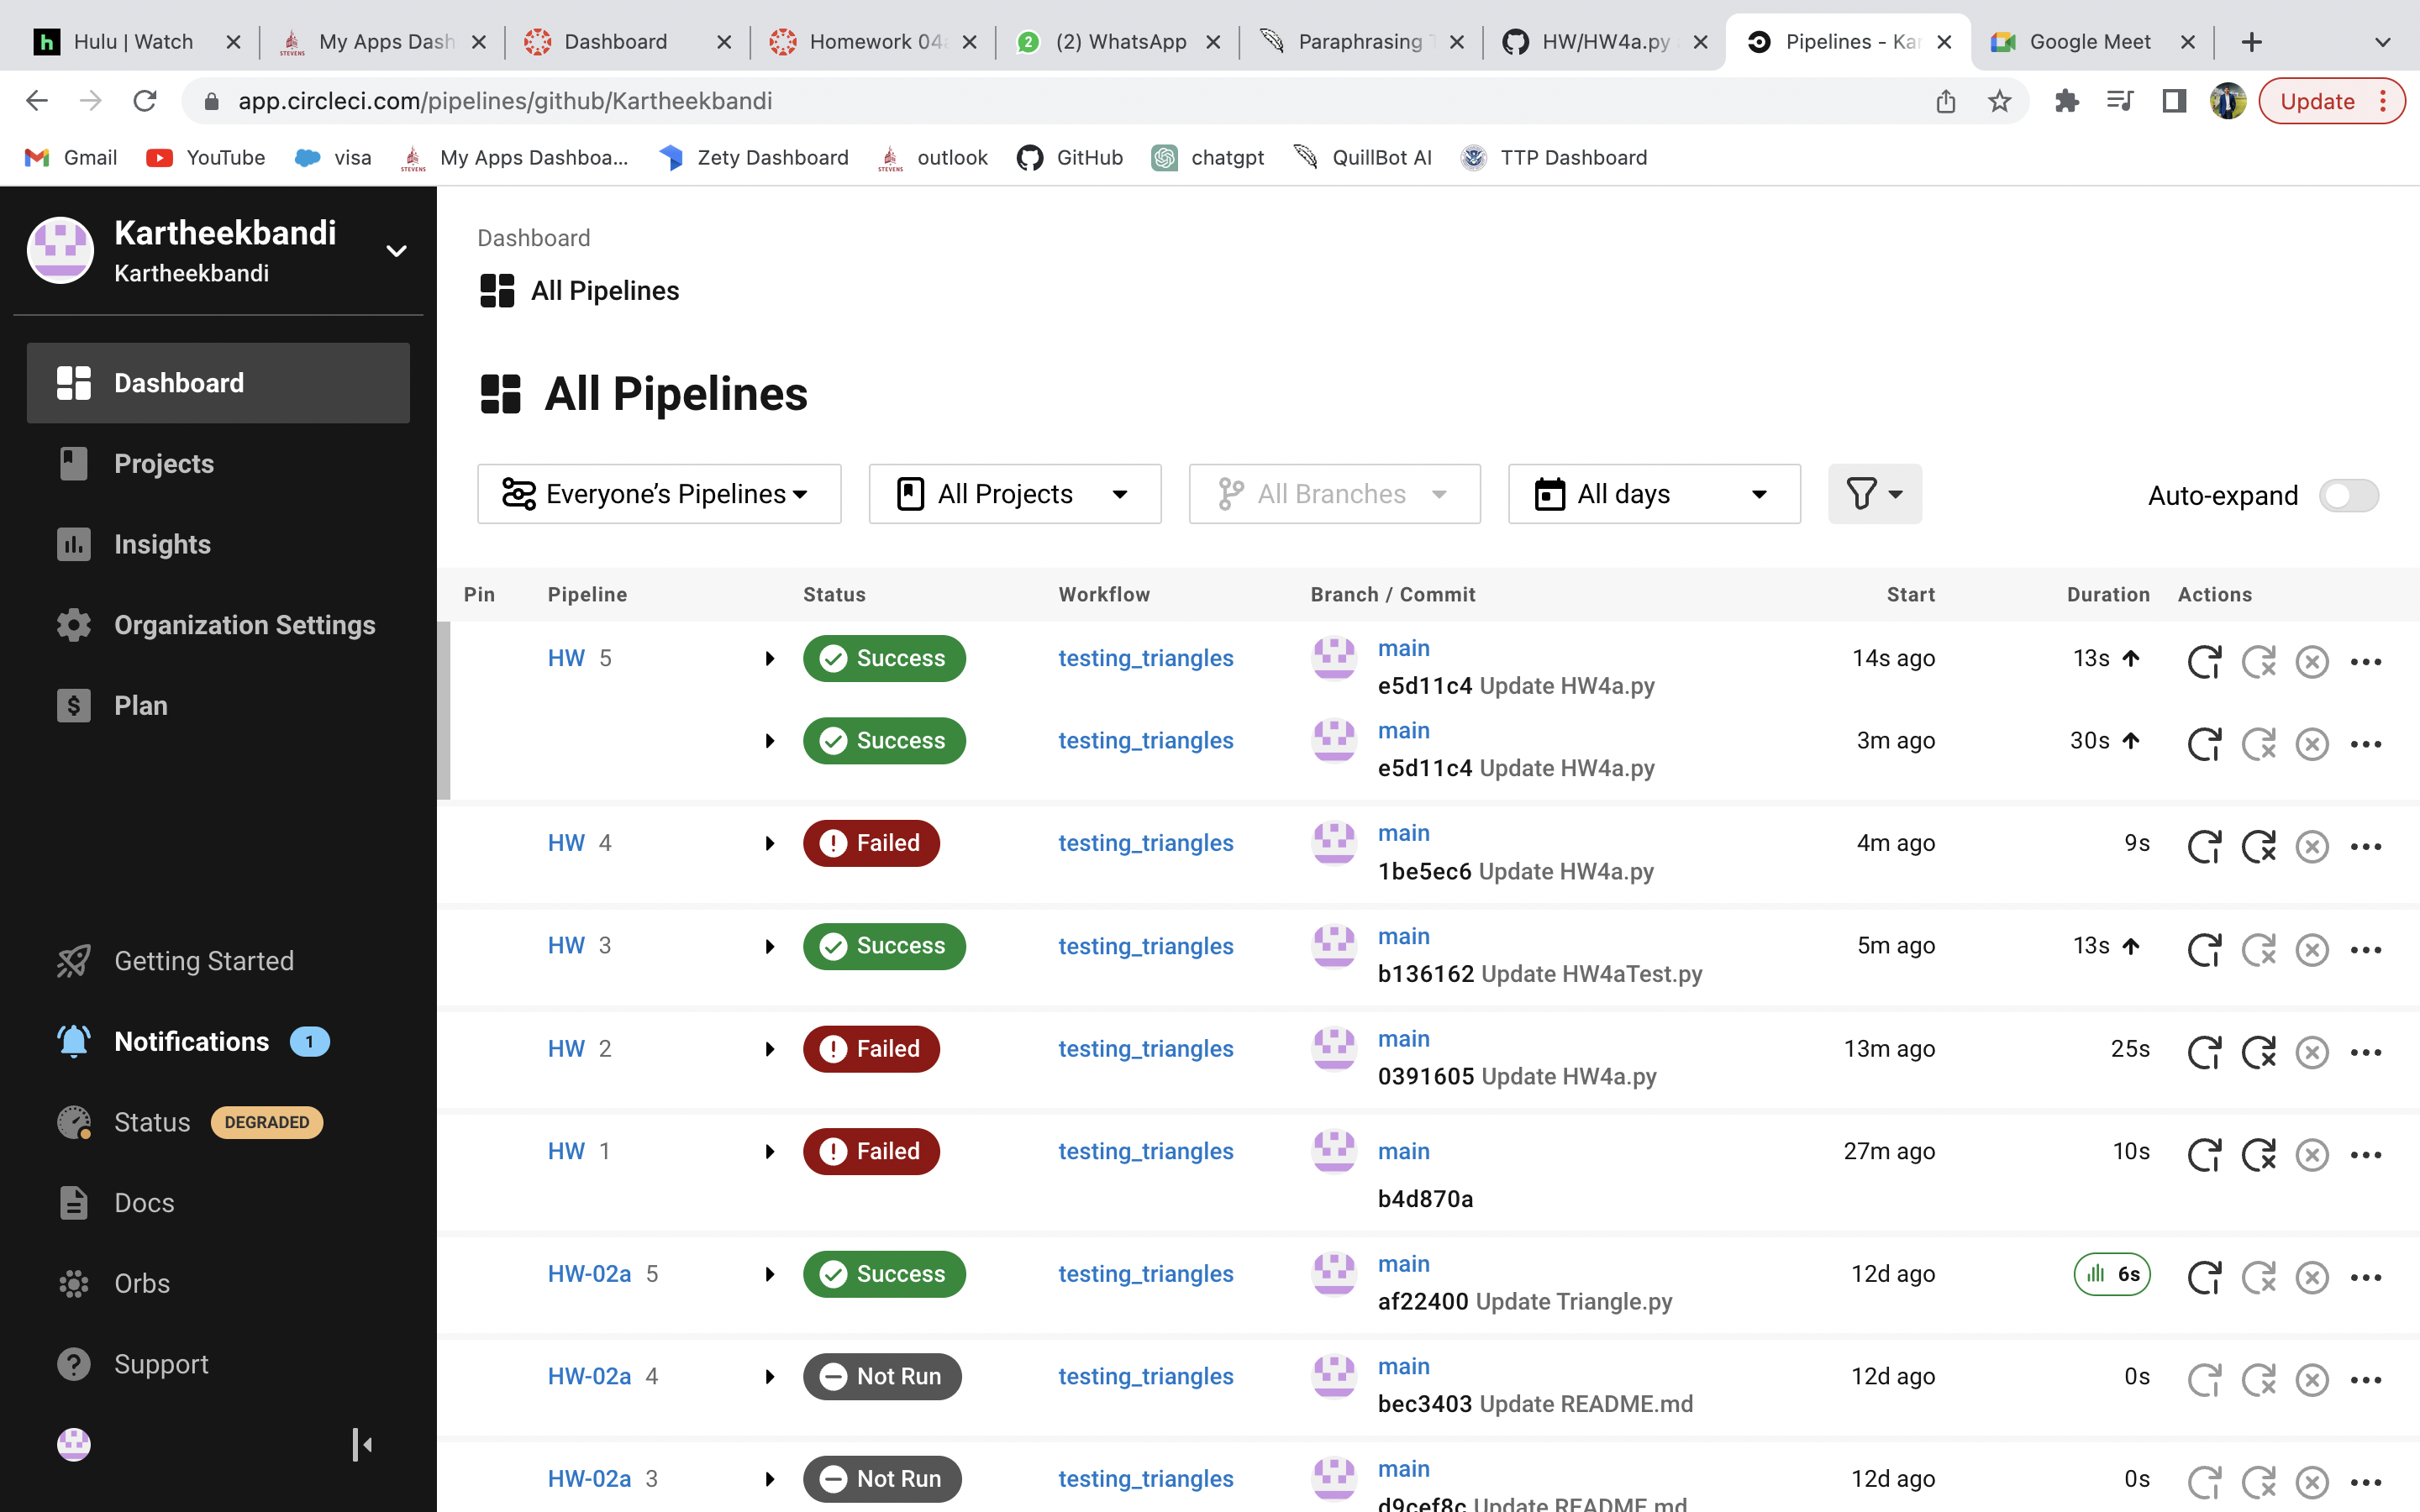 Hulu | Watch
My Apps Dash
Dashboard
Homework 04a
(2) WhatsApp
Paraphrasing T
HW/HW4a.py
Pipelines - Kar
Google Meet
app.circleci.com/pipelines/github/Kartheekbandi
Update
Gmail
YouTube
visa
My Apps Dashboa...
Zety Dashboard
outlook
GitHub
chatgpt
QuillBot AI
TTP Dashboard
Kartheekbandi
Kartheekbandi
Dashboard
Projects
Insights
Organization Settings
Plan
Getting Started
Notifications 1
Status DEGRADED
Docs
Orbs
Support
Dashboard
All Pipelines
All Pipelines
Everyone’s Pipelines
All Projects
All Branches
All days
Auto-expand
Pin Pipeline Status Workflow Branch / Commit Start Duration Actions
HW 5 Success testing_triangles main 14s ago 13s
e5d11c4 Update HW4a.py
Success testing_triangles main 3m ago 30s
e5d11c4 Update HW4a.py
HW 4 Failed testing_triangles main 4m ago 9s
1be5ec6 Update HW4a.py
HW 3 Success testing_triangles main 5m ago 13s
b136162 Update HW4aTest.py
HW 2 Failed testing_triangles main 13m ago 25s
0391605 Update HW4a.py
HW 1 Failed testing_triangles main 27m ago 10s
b4d870a
HW-02a 5 Success testing_triangles main 12d ago 6s
af22400 Update Triangle.py
HW-02a 4 Not Run testing_triangles main 12d ago 0s
bec3403 Update README.md
HW-02a 3 Not Run testing_triangles main 12d ago 0s
d9cef8c Update README.md